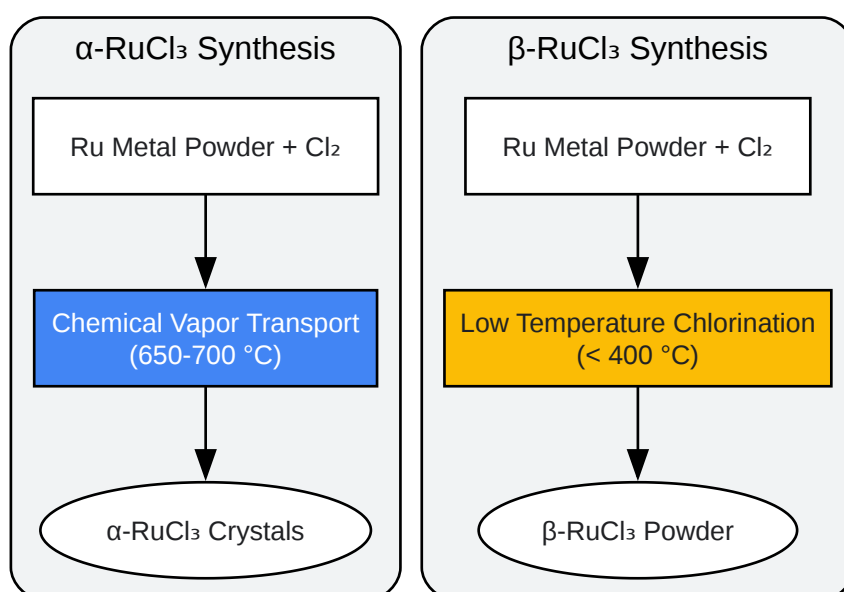 α-RuCl₃ Synthesis
Ru Metal Powder + Cl₂
Chemical Vapor Transport
(650-700 °C)
α-RuCl₃ Crystals
β-RuCl₃ Synthesis
Ru Metal Powder + Cl₂
Low Temperature Chlorination
(< 400 °C)
β-RuCl₃ Powder